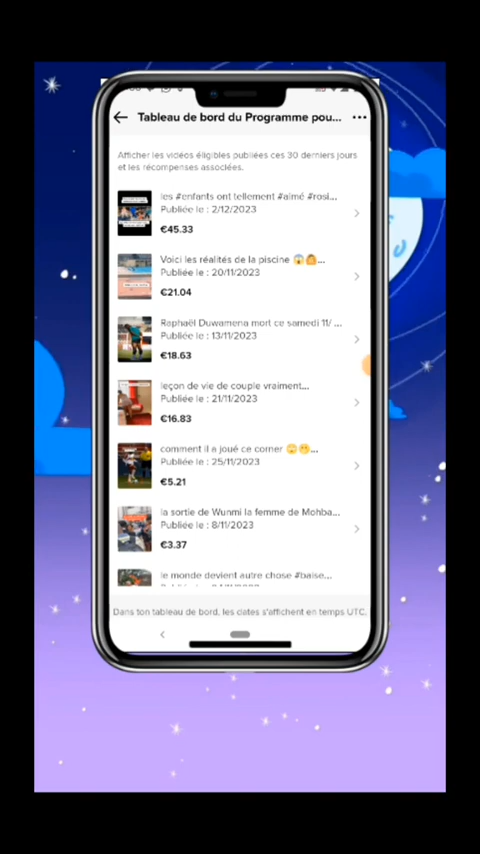 Tableau de bord du Programme pou...
Afficher les vidéos éligibles publiées ces 30 derniers jours
et les récompenses associées.
les #enfants ont tellement #aimé #rosi...
Publiée le : 2/12/2023
€45.33
Voici les réalités de la piscine 😱🤷...
Publiée le : 20/11/2023
€21.04
Raphaël Duwamena mort ce samedi 11/ ...
Publiée le : 13/11/2023
€18.63
leçon de vie de couple vraiment...
Publiée le : 21/11/2023
€16.83
comment il a joué ce corner 🙄🤭...
Publiée le : 25/11/2023
€5.21
la sortie de Wunmi la femme de Mohba...
Publiée le : 8/11/2023
€3.37
le monde devient autre chose #baise...
Dans ton tableau de bord, les dates s'affichent en temps UTC.